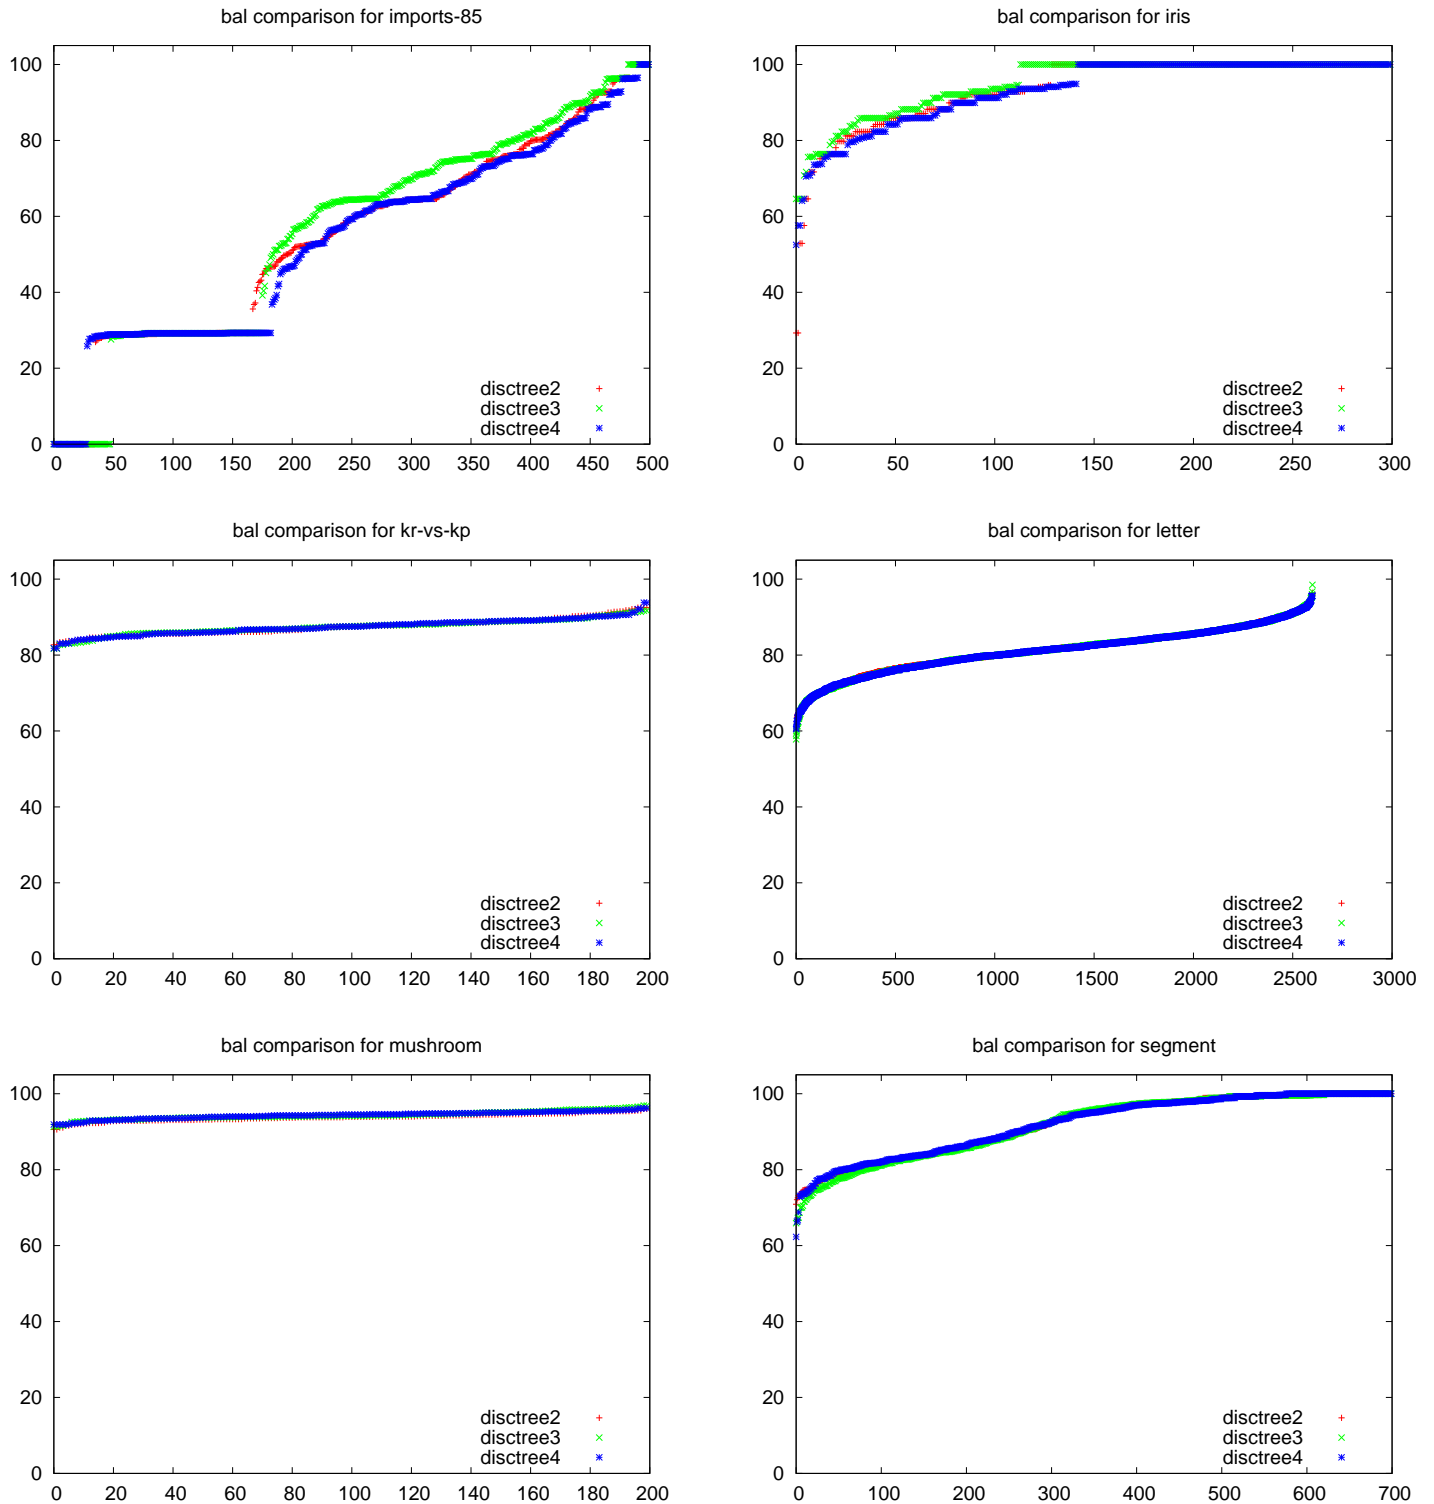 bal comparison for imports-85
100
80
60
40
20
0
disctree2
disctree3
disctree4
0 50 100 150 200 250 300 350 400 450 500
bal comparison for iris
100
80
60
40
20
0
disctree2
disctree3
disctree4
0 50 100 150 200 250 300
bal comparison for kr-vs-kp
100
80
60
40
20
0
disctree2
disctree3
disctree4
0 20 40 60 80 100 120 140 160 180 200
bal comparison for letter
100
80
60
40
20
0
disctree2
disctree3
disctree4
0 500 1000 1500 2000 2500 3000
bal comparison for mushroom
100
80
60
40
20
0
disctree2
disctree3
disctree4
0 20 40 60 80 100 120 140 160 180 200
bal comparison for segment
100
80
60
40
20
0
disctree2
disctree3
disctree4
0 100 200 300 400 500 600 700